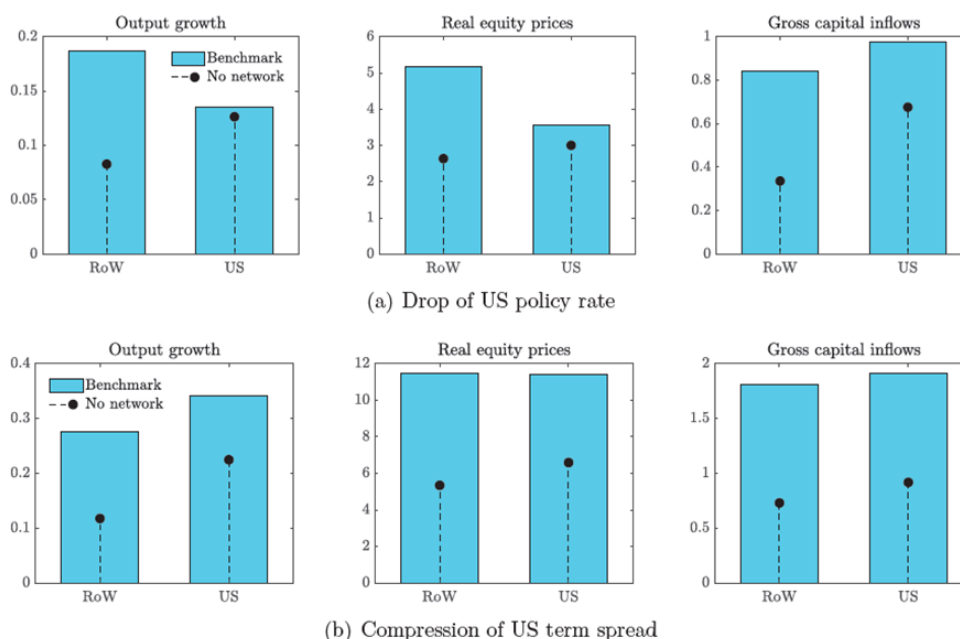 Output growth
Real equity prices
Gross capital inflows
0.2
0.15
0.1
0.05
0
Benchmark
No network
RoW
US
6
5
4
3
2
1
0
RoW
US
1
0.8
0.6
0.4
0.2
0
RoW
US
(a) Drop of US policy rate
Output growth
Real equity prices
Gross capital inflows
0.4
0.3
0.2
0.1
0
Benchmark
No network
RoW
US
12
10
8
6
4
2
0
RoW
US
2
1.5
1
0.5
0
RoW
US
(b) Compression of US term spread